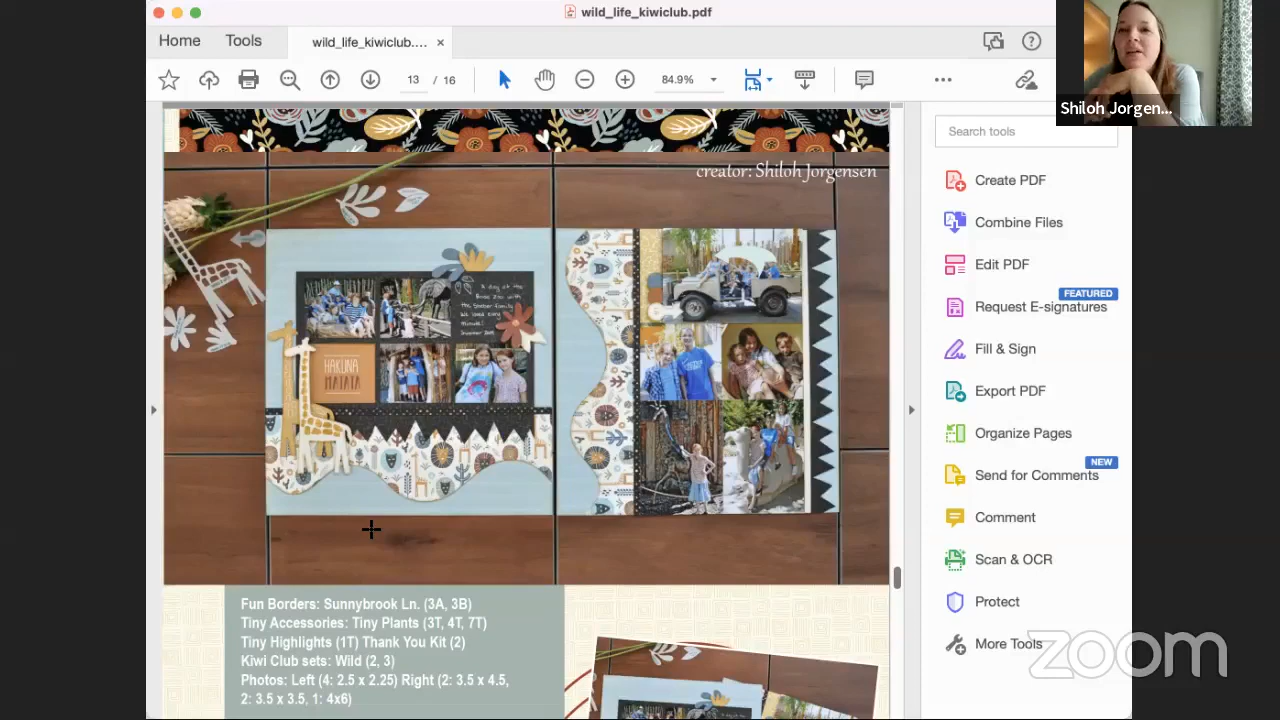 wild_life_kiwiclub.pdf
Home
Tools
wild_life_kiwiclub.... ×
13 / 16
84.9%
Shiloh Jorgen...
Search tools
creator: Shiloh Jorgensen
Create PDF
Combine Files
Edit PDF
FEATURED
Request E-signatures
Fill & Sign
Export PDF
Organize Pages
NEW
Send for Comments
Comment
Scan & OCR
Protect
More Tools
A day at the
HAKUNA
MATATA
Fun Borders: Sunnybrook Ln. (3A, 3B)
Tiny Accessories: Tiny Plants (3T, 4T, 7T)
Tiny Highlights (1T) Thank You Kit (2)
Kiwi Club sets: Wild (2, 3)
Photos: Left (4: 2.5 x 2.25) Right (2: 3.5 x 4.5,
2: 3.5 x 3.5, 1: 4x6)
zoom